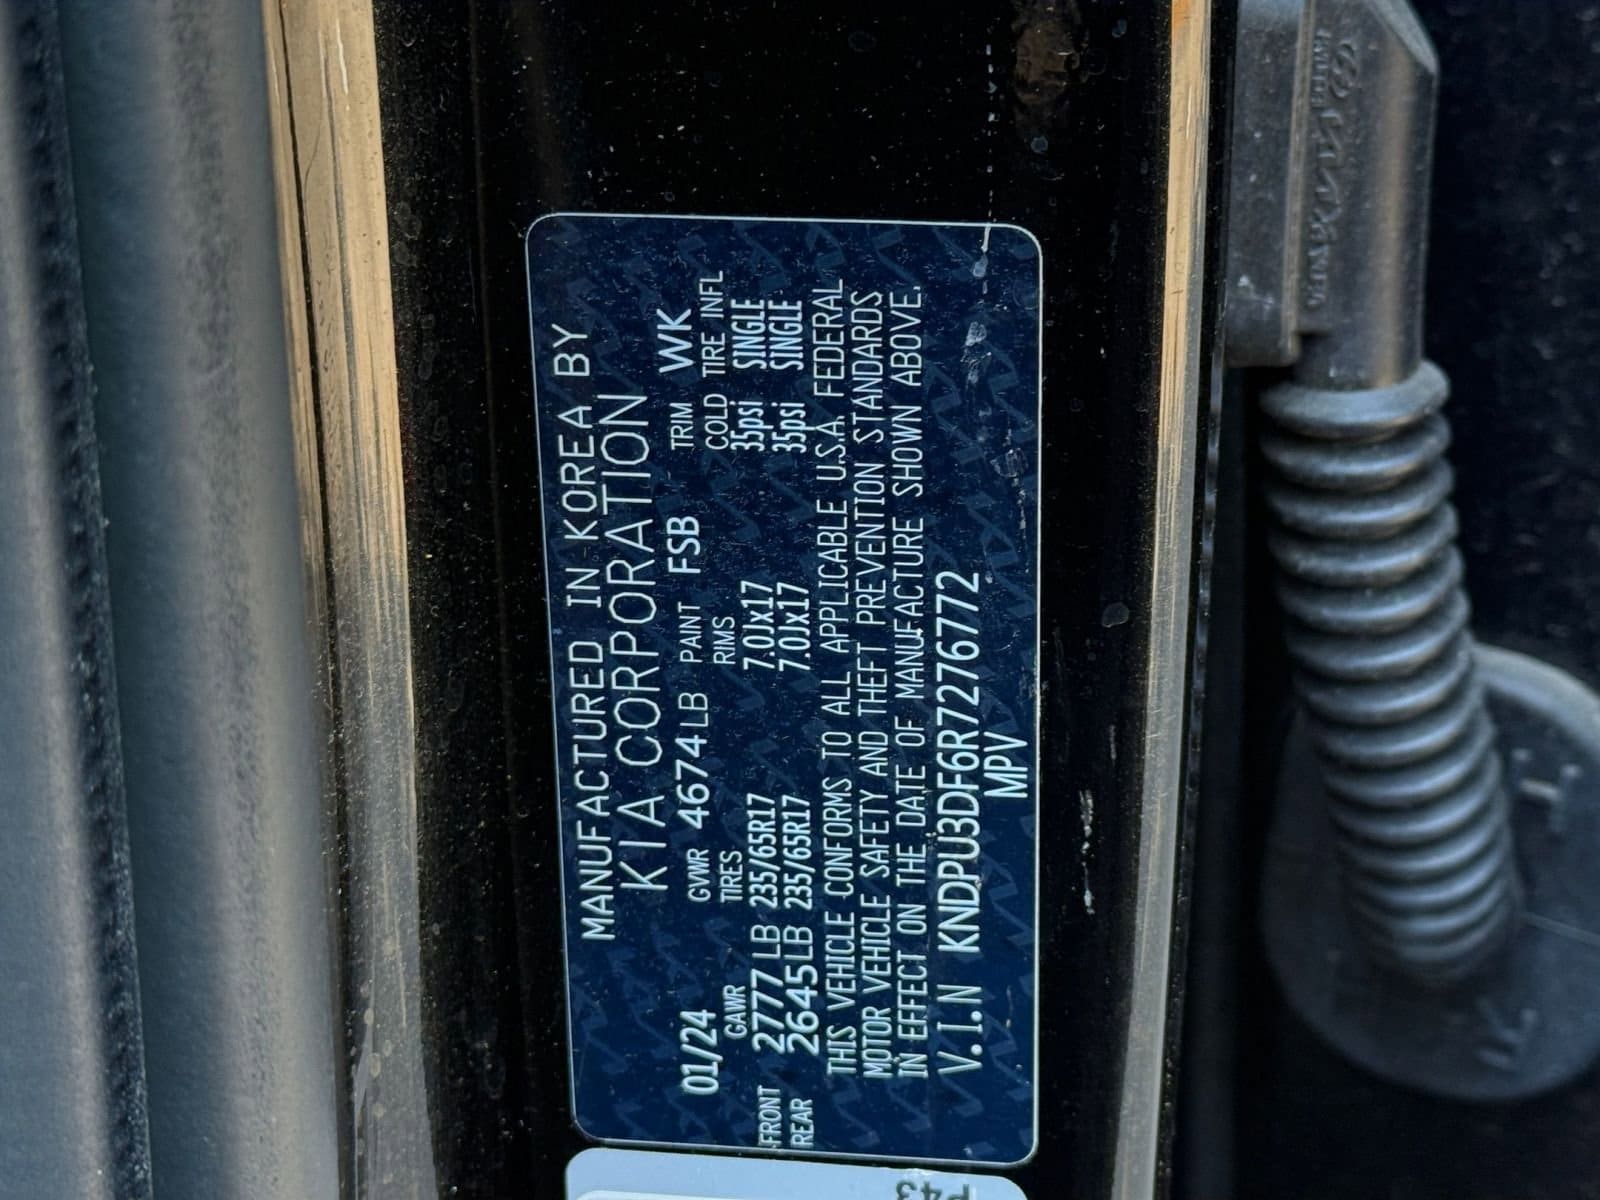 MANUFACTURED IN KOREA BY
KIA CORPORATION
01/24 GVWR 4674LB PAINT FSB TRIM WK
GAWR TIRES RIMS COLD TIRE INFL
FRONT 2777LB 235/65R17 7.0Jx17 35psi SINGLE
REAR 2645LB 235/65R17 7.0Jx17 35psi SINGLE
THIS VEHICLE CONFORMS TO ALL APPLICABLE U.S.A. FEDERAL
MOTOR VEHICLE SAFETY AND THEFT PREVENTION STANDARDS
IN EFFECT ON THE DATE OF MANUFACTURE SHOWN ABOVE.
V.I.N KNDPU3DF6R7276772
MPV